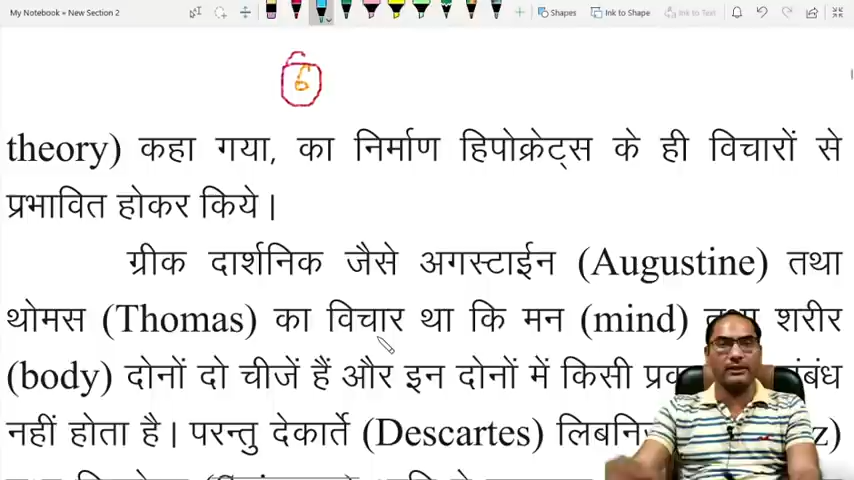 My Notebook » New Section 2
Shapes Ink to Shape Ink to Text
6
theory) कहा गया, का निर्माण हिपोक्रेट्स के ही विचारों से
प्रभावित होकर किये।
ग्रीक दार्शनिक जैसे अगस्टाईन (Augustine) तथा
थोमस (Thomas) का विचार था कि मन (mind) तथा शरीर
(body) दोनों दो चीजें हैं और इन दोनों में किसी
नहीं होता है। परन्तु देकार्ते (Descartes)